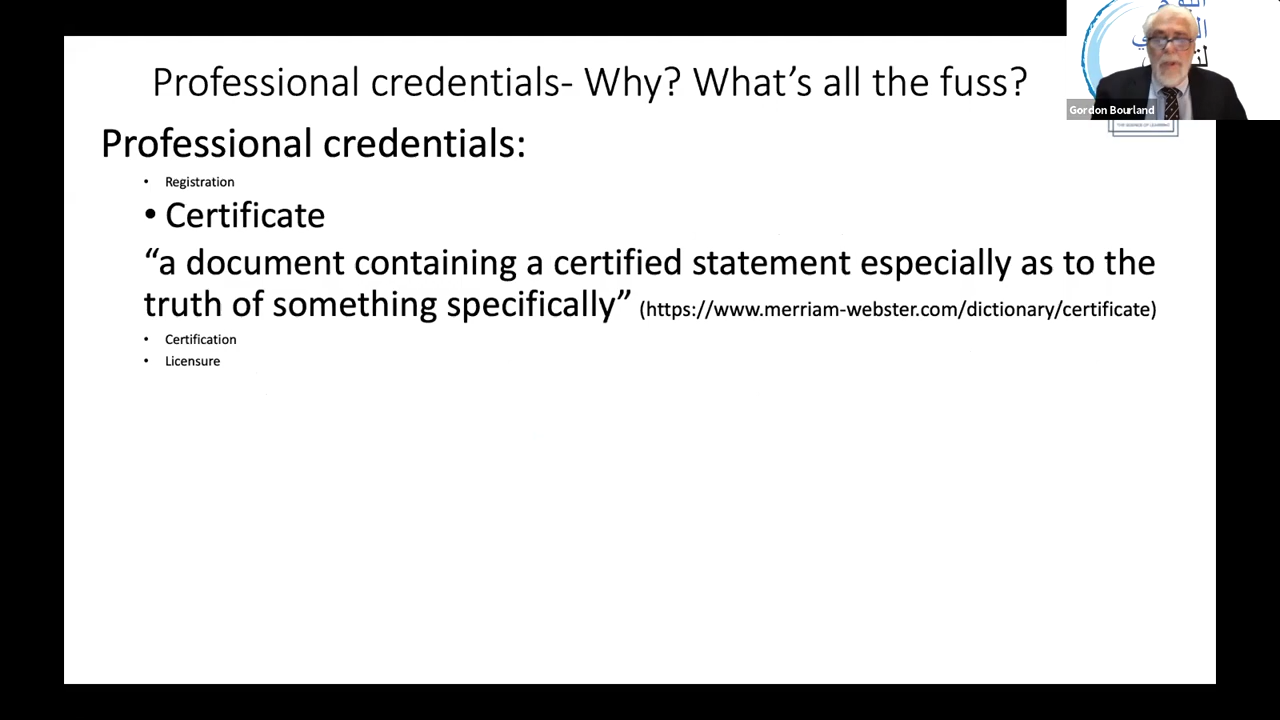 Professional credentials- Why? What’s all the fuss?
Gordon Bourland
Professional credentials:
• Registration
• Certificate
“a document containing a certified statement especially as to the
truth of something specifically” (https://www.merriam-webster.com/dictionary/certificate)
• Certification
• Licensure